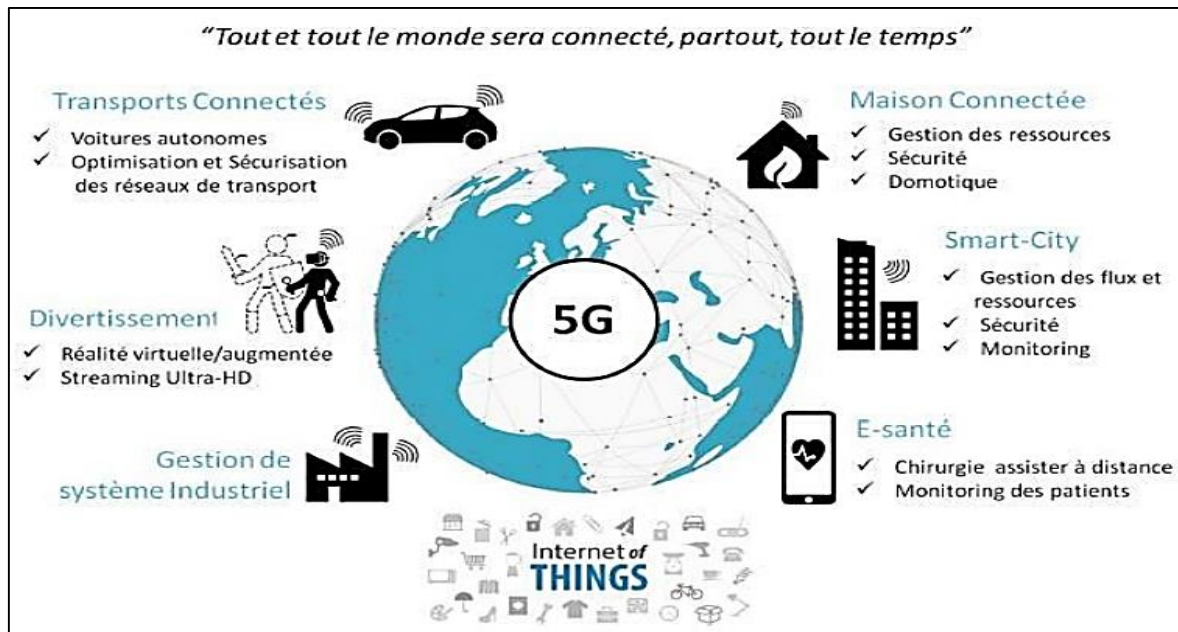 “Tout et tout le monde sera connecté, partout, tout le temps”
Transports Connectés
✓ Voitures autonomes
✓ Optimisation et Sécurisation
des réseaux de transport
Divertissement
✓ Réalité virtuelle/augmentée
✓ Streaming Ultra-HD
Gestion de
système Industriel
5G
Maison Connectée
✓ Gestion des ressources
✓ Sécurité
✓ Domotique
Smart-City
✓ Gestion des flux et
ressources
✓ Sécurité
✓ Monitoring
E-santé
✓ Chirurgie assister à distance
✓ Monitoring des patients
Internet of
THINGS